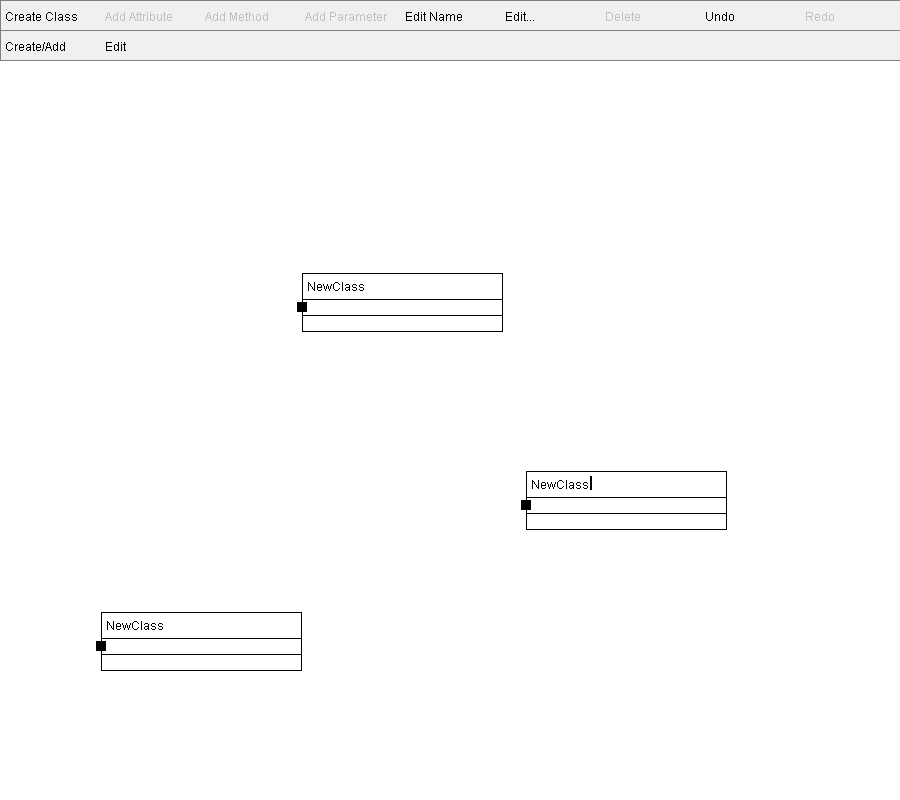 Create Class Add Attribute Add Method Add Parameter Edit Name Edit... Delete Undo Redo
Create/Add Edit
NewClass
NewClass
NewClass